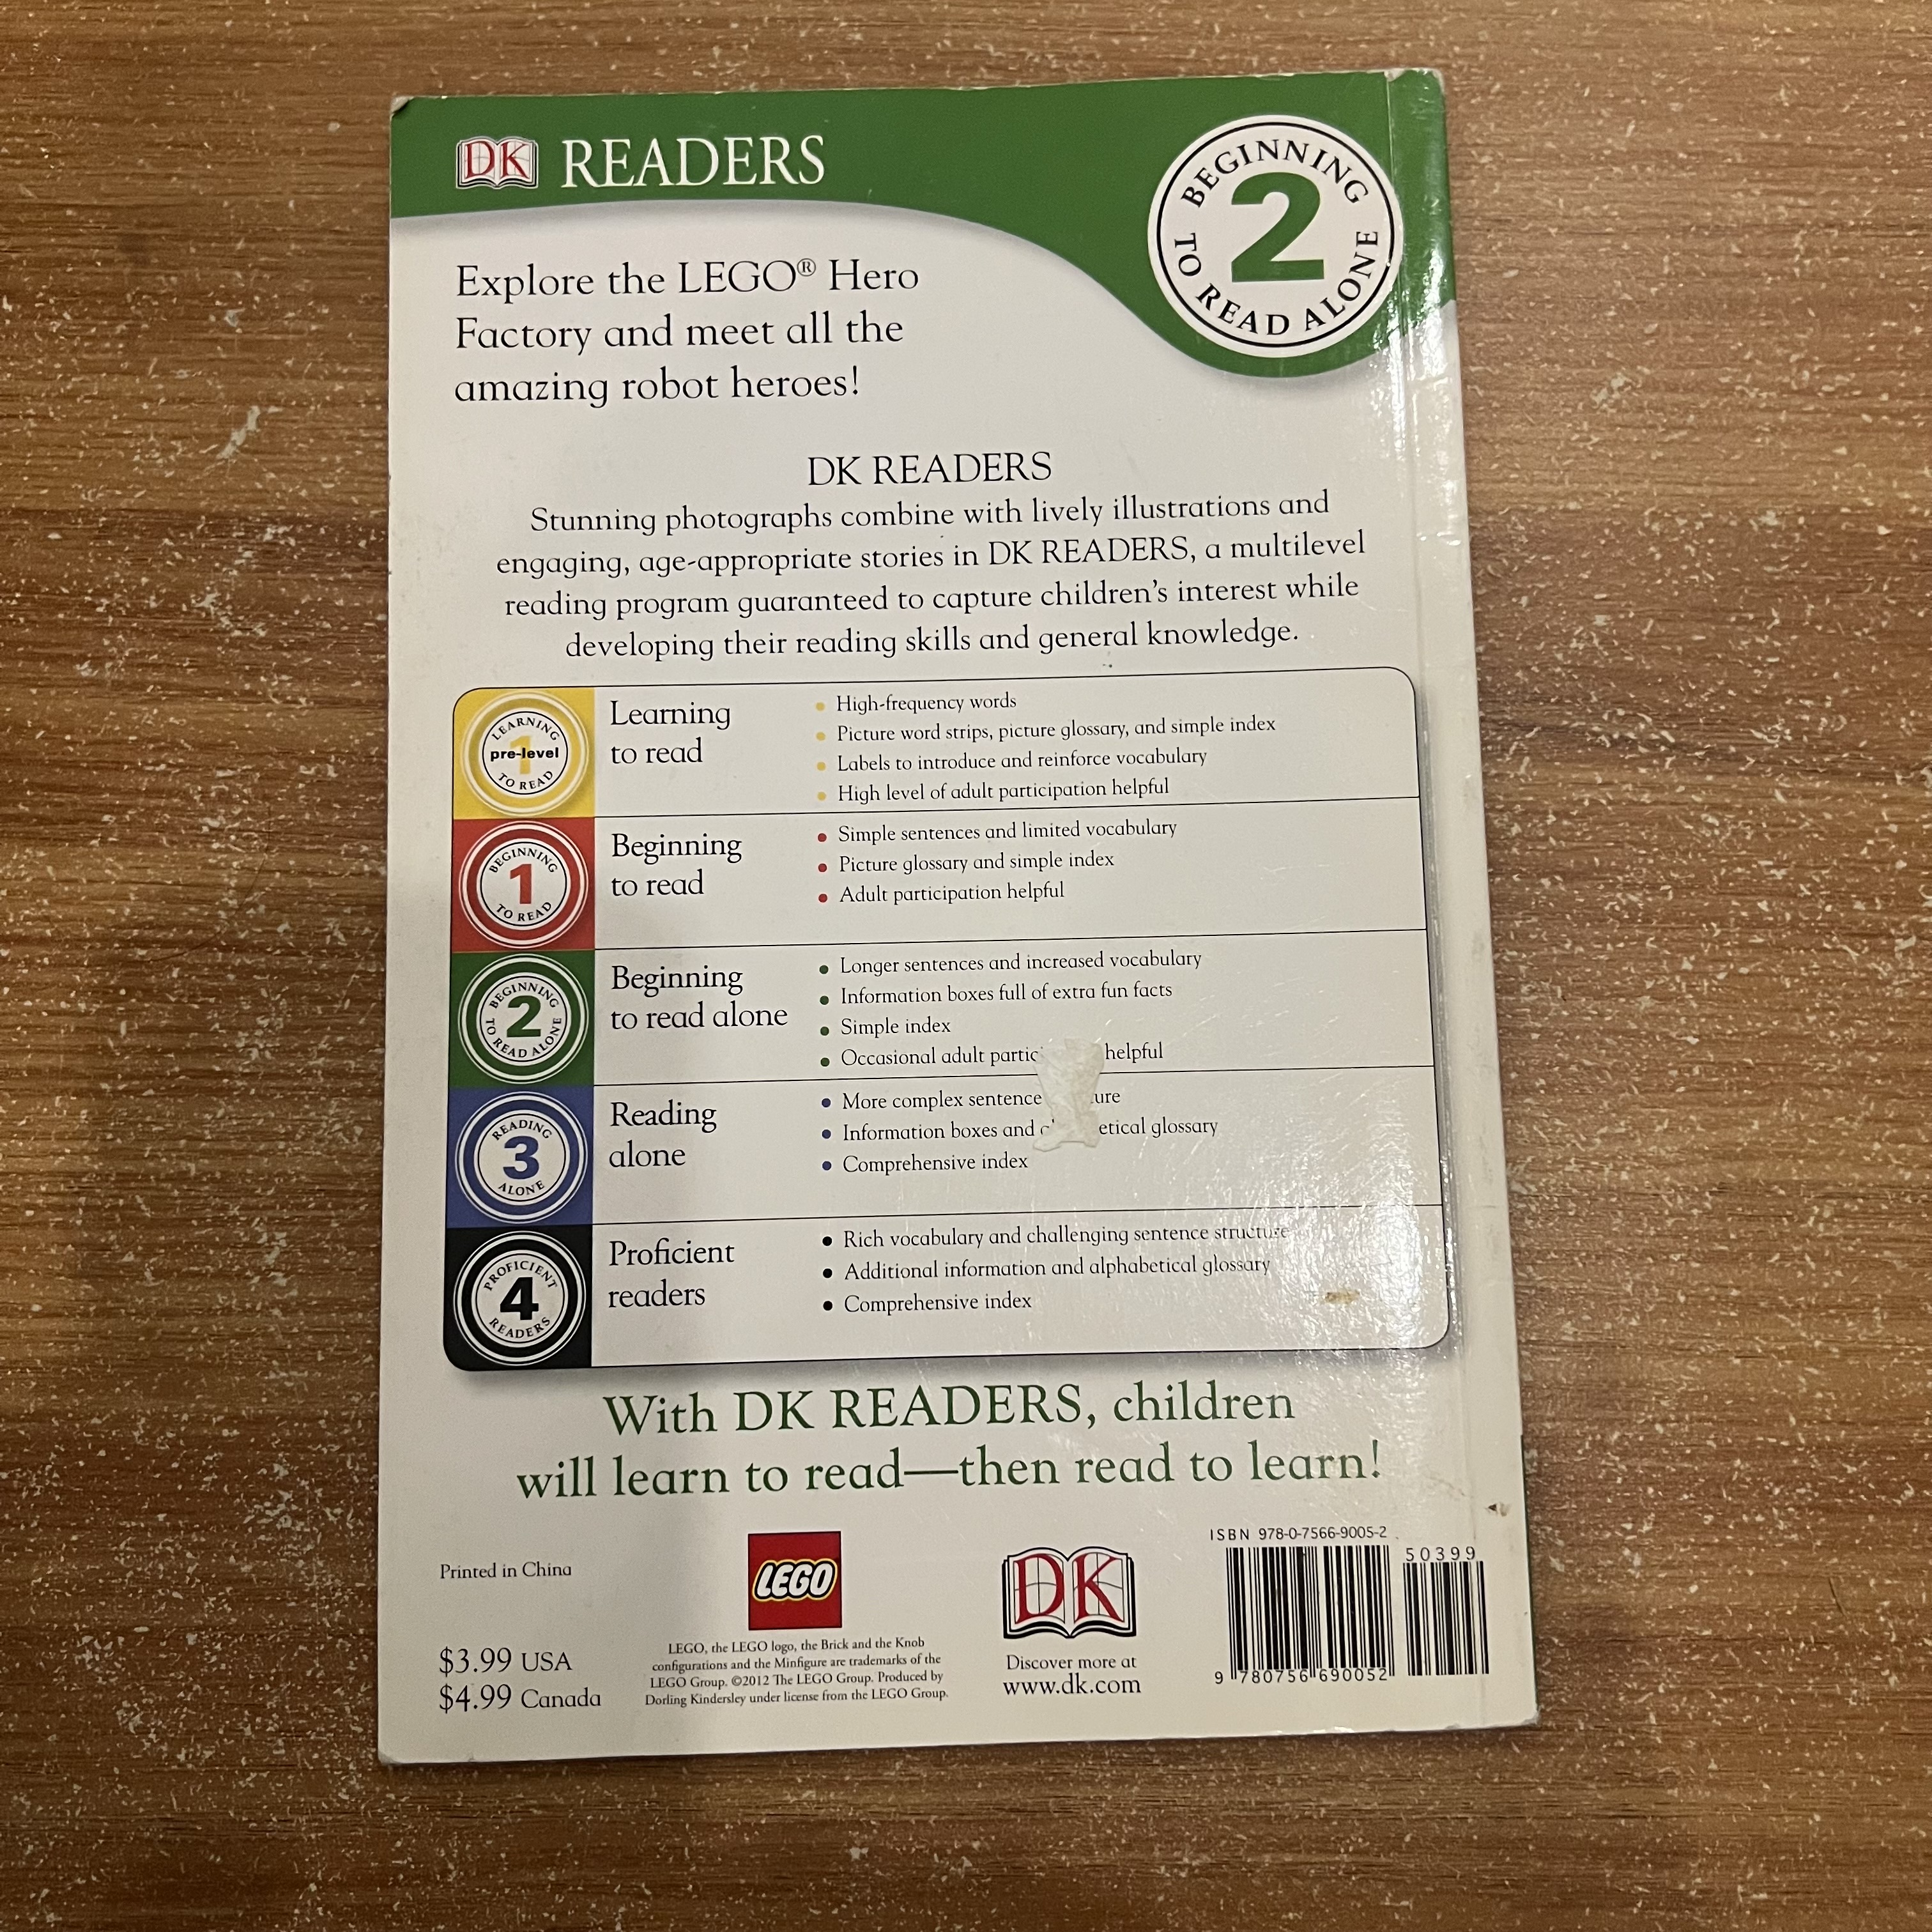 DK READERS
BEGINNING
2
TO READ ALONE
Explore the LEGO® Hero
Factory and meet all the
amazing robot heroes!
DK READERS
Stunning photographs combine with lively illustrations and
engaging, age-appropriate stories in DK READERS, a multilevel
reading program guaranteed to capture children's interest while
developing their reading skills and general knowledge.
LEARNING
1
pre-level
TO READ
Learning
to read
• High-frequency words
• Picture word strips, picture glossary, and simple index
• Labels to introduce and reinforce vocabulary
• High level of adult participation helpful
BEGINNING
1
TO READ
Beginning
to read
• Simple sentences and limited vocabulary
• Picture glossary and simple index
• Adult participation helpful
BEGINNING
2
TO READ ALONE
Beginning
to read alone
• Longer sentences and increased vocabulary
• Information boxes full of extra fun facts
• Simple index
• Occasional adult helpful
READING
3
ALONE
Reading
alone
• More complex sentence
• Information boxes and glossary
• Comprehensive index
PROFICIENT
4
READERS
Proficient
readers
• Rich vocabulary and challenging sentence structure
• Additional information and alphabetical glossary
• Comprehensive index
With DK READERS, children
will learn to read—then read to learn!
Printed in China
$3.99 USA
$4.99 Canada
LEGO
LEGO, the LEGO logo, the Brick and the Knob
configurations and the Minifigure are trademarks of the
LEGO Group. ©2012 The LEGO Group. Produced by
Dorling Kindersley under license from the LEGO Group.
DK
Discover more at
www.dk.com
ISBN 978-0-7566-9005-2
50399
9 780756 690052